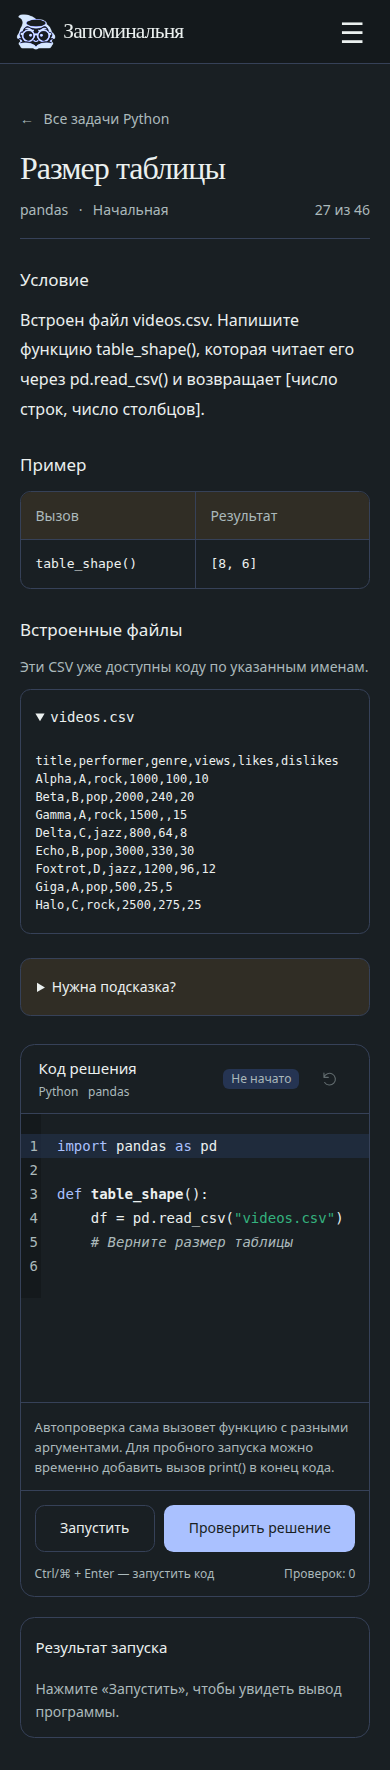 Запоминальня
← Все задачи Python
Размер таблицы
pandas · Начальная 27 из 46
Условие
Встроен файл videos.csv. Напишите
функцию table_shape(), которая читает его
через pd.read_csv() и возвращает [число
строк, число столбцов].
Пример
Вызов Результат
table_shape() [8, 6]
Встроенные файлы
Эти CSV уже доступны коду по указанным именам.
▼ videos.csv
title,performer,genre,views,likes,dislikes
Alpha,A,rock,1000,100,10
Beta,B,pop,2000,240,20
Gamma,A,rock,1500,,15
Delta,C,jazz,800,64,8
Echo,B,pop,3000,330,30
Foxtrot,D,jazz,1200,96,12
Giga,A,pop,500,25,5
Halo,C,rock,2500,275,25
▶ Нужна подсказка?
Код решения
Python pandas
Не начато
1 import pandas as pd
2
3 def table_shape():
4     df = pd.read_csv("videos.csv")
5     # Верните размер таблицы
6
Автопроверка сама вызовет функцию с разными
аргументами. Для пробного запуска можно
временно добавить вызов print() в конец кода.
Запустить Проверить решение
Ctrl/⌘ + Enter — запустить код Проверок: 0
Результат запуска
Нажмите «Запустить», чтобы увидеть вывод
программы.